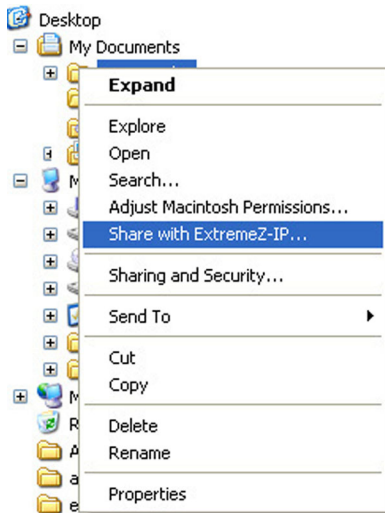 Desktop
My Documents
Expand
Explore
Open
Search...
Adjust Macintosh Permissions...
Share with ExtremeZ-IP...
Sharing and Security...
Send To
Cut
Copy
Delete
Rename
Properties